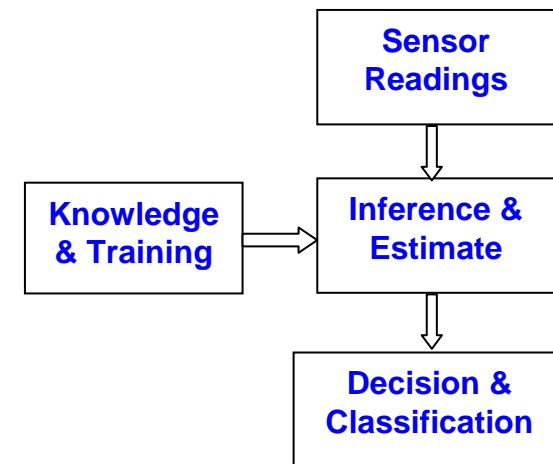 Sensor
Readings
Knowledge
& Training
Inference &
Estimate
Decision &
Classification